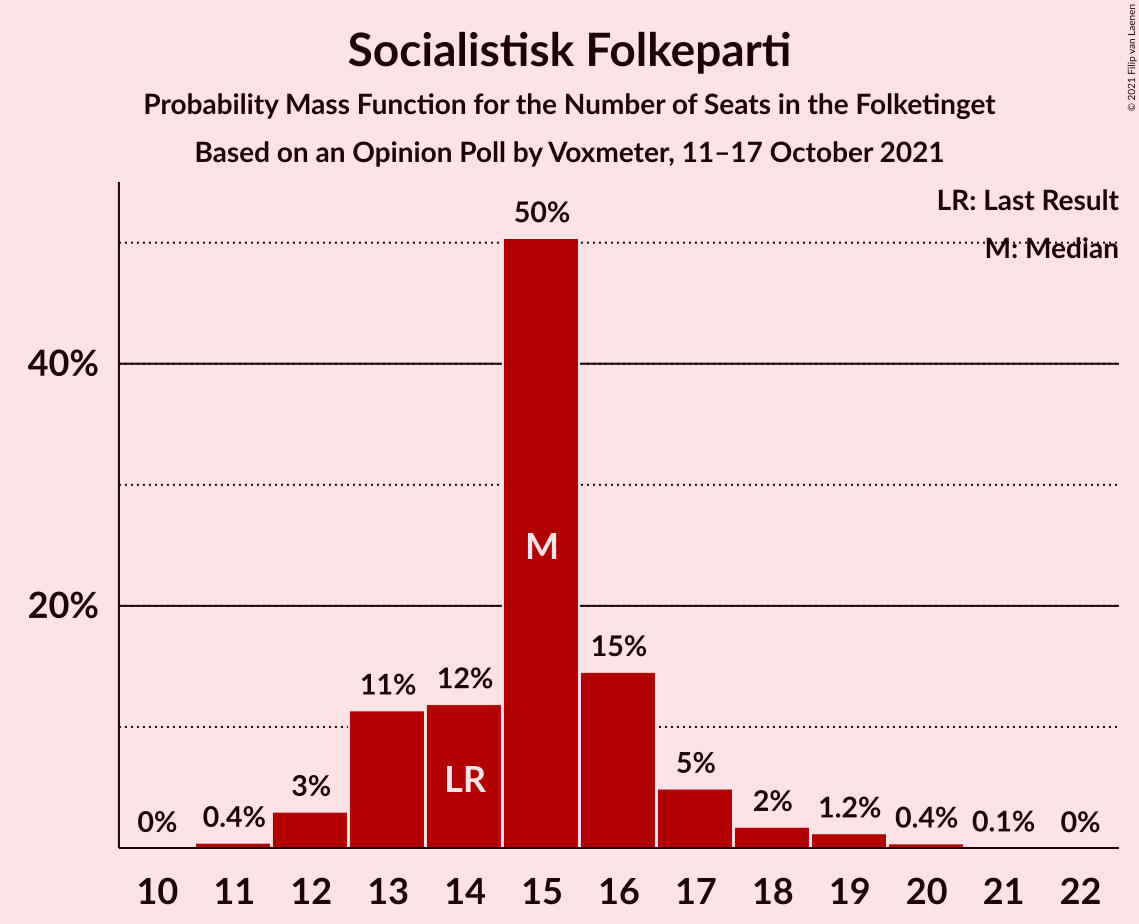 Socialistisk Folkeparti
Probability Mass Function for the Number of Seats in the Folketinget
Based on an Opinion Poll by Voxmeter, 11–17 October 2021
© 2021 Filip van Laenen
LR: Last Result
M: Median
40%
20%
0%
0.4%
3%
11%
12%
50%
15%
5%
2%
1.2%
0.4%
0.1%
0%
LR
M
10 11 12 13 14 15 16 17 18 19 20 21 22